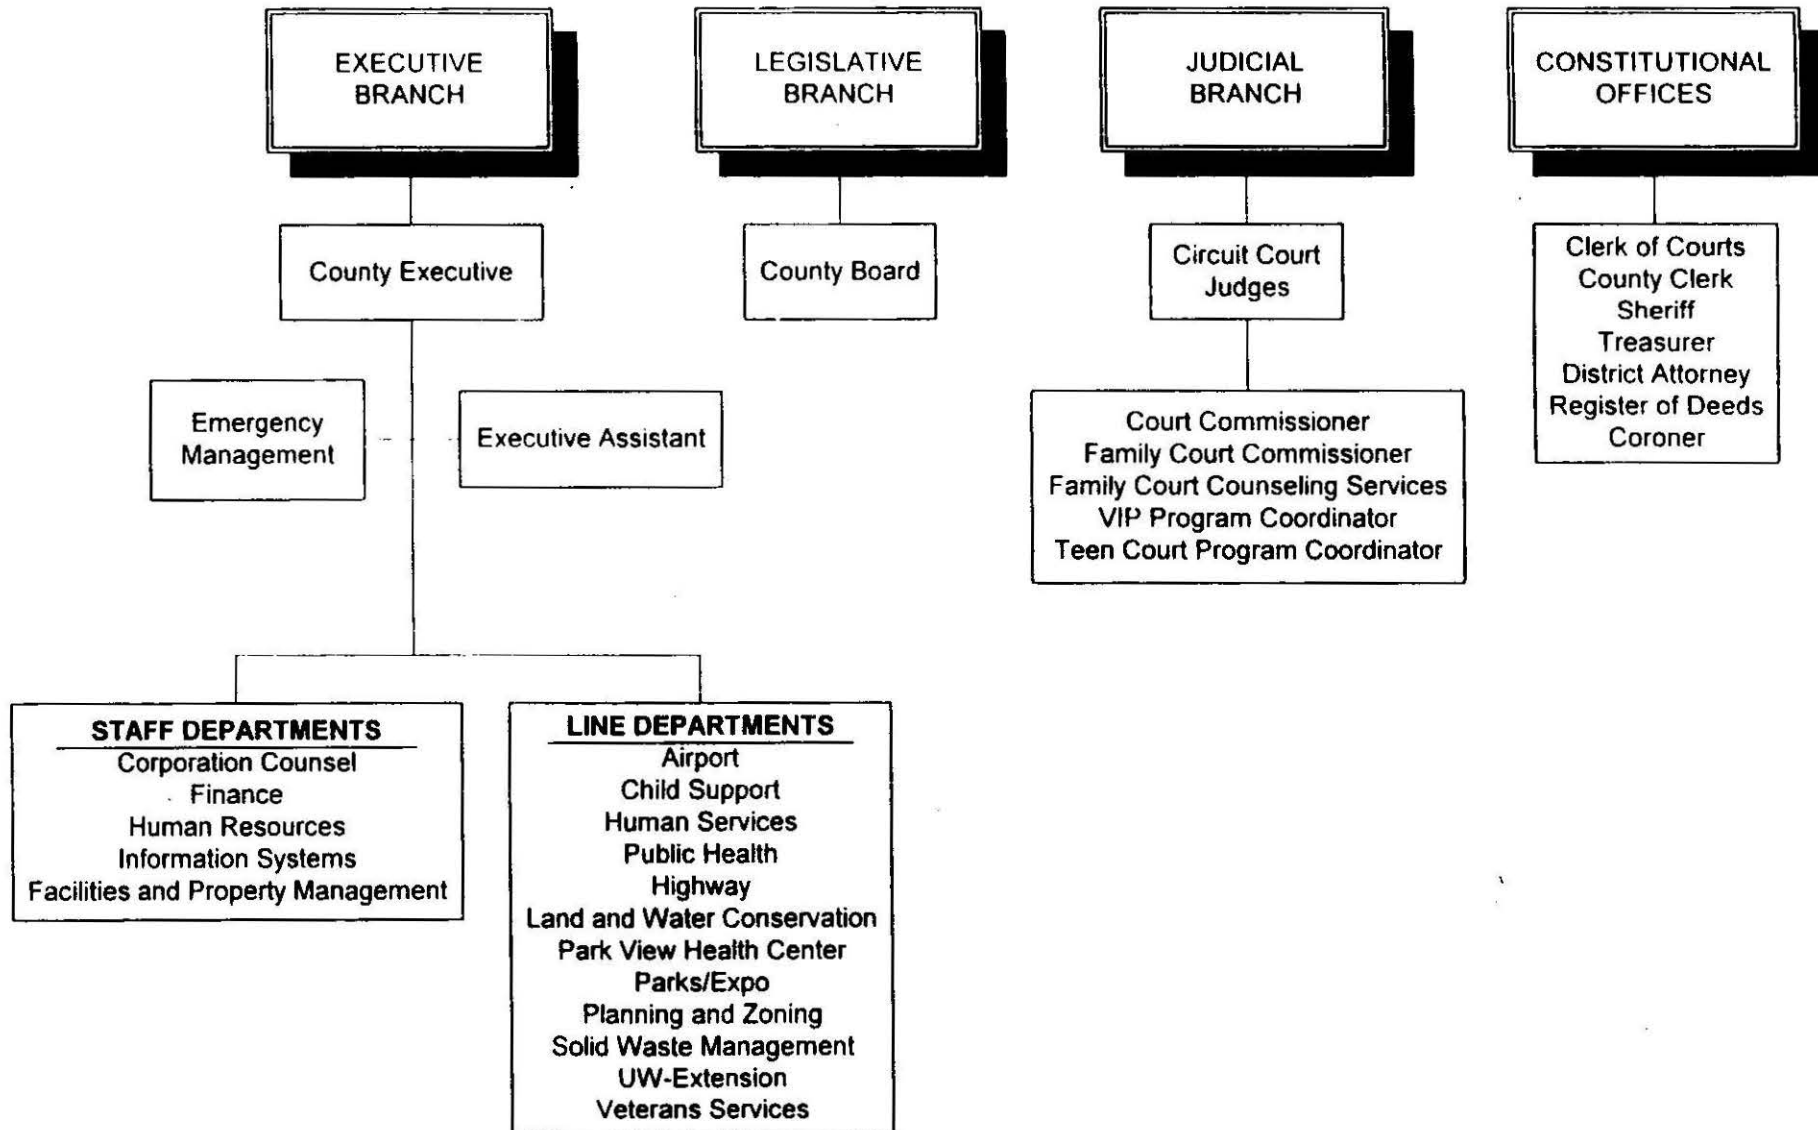 EXECUTIVE
BRANCH
LEGISLATIVE
BRANCH
JUDICIAL
BRANCH
CONSTITUTIONAL
OFFICES
County Executive
County Board
Circuit Court
Judges
Clerk of Courts
County Clerk
Sheriff
Treasurer
District Attorney
Register of Deeds
Coroner
Emergency
Management
Executive Assistant
Court Commissioner
Family Court Commissioner
Family Court Counseling Services
VIP Program Coordinator
Teen Court Program Coordinator
STAFF DEPARTMENTS
Corporation Counsel
Finance
Human Resources
Information Systems
Facilities and Property Management
LINE DEPARTMENTS
Airport
Child Support
Human Services
Public Health
Highway
Land and Water Conservation
Park View Health Center
Parks/Expo
Planning and Zoning
Solid Waste Management
UW-Extension
Veterans Services